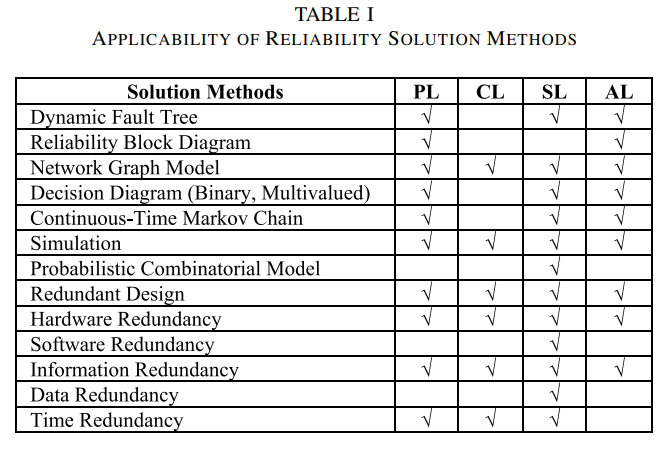 TABLE I
APPLICABILITY OF RELIABILITY SOLUTION METHODS
Solution Methods PL CL SL AL
Dynamic Fault Tree √ √ √
Reliability Block Diagram √ √
Network Graph Model √ √ √ √
Decision Diagram (Binary, Multivalued) √ √ √
Continuous-Time Markov Chain √ √ √
Simulation √ √ √ √
Probabilistic Combinatorial Model √
Redundant Design √ √ √ √
Hardware Redundancy √ √ √ √
Software Redundancy √
Information Redundancy √ √ √ √
Data Redundancy √
Time Redundancy √ √ √